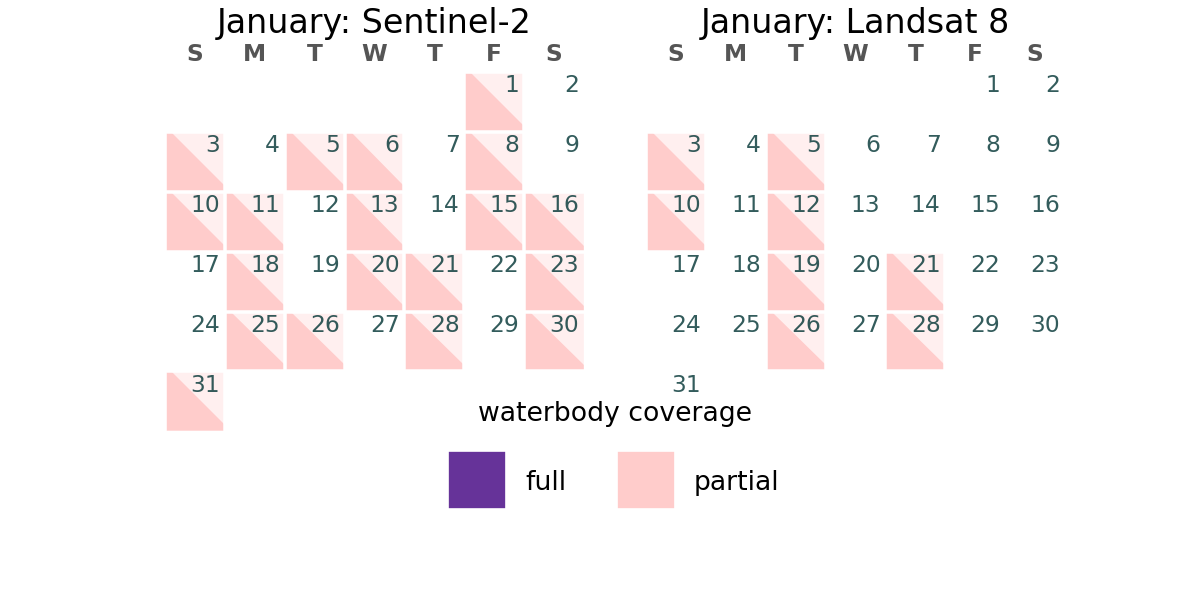 January: Sentinel-2
S M T W T F S
1 2
3 4 5 6 7 8 9
10 11 12 13 14 15 16
17 18 19 20 21 22 23
24 25 26 27 28 29 30
31
January: Landsat 8
S M T W T F S
1 2
3 4 5 6 7 8 9
10 11 12 13 14 15 16
17 18 19 20 21 22 23
24 25 26 27 28 29 30
31
waterbody coverage
full partial